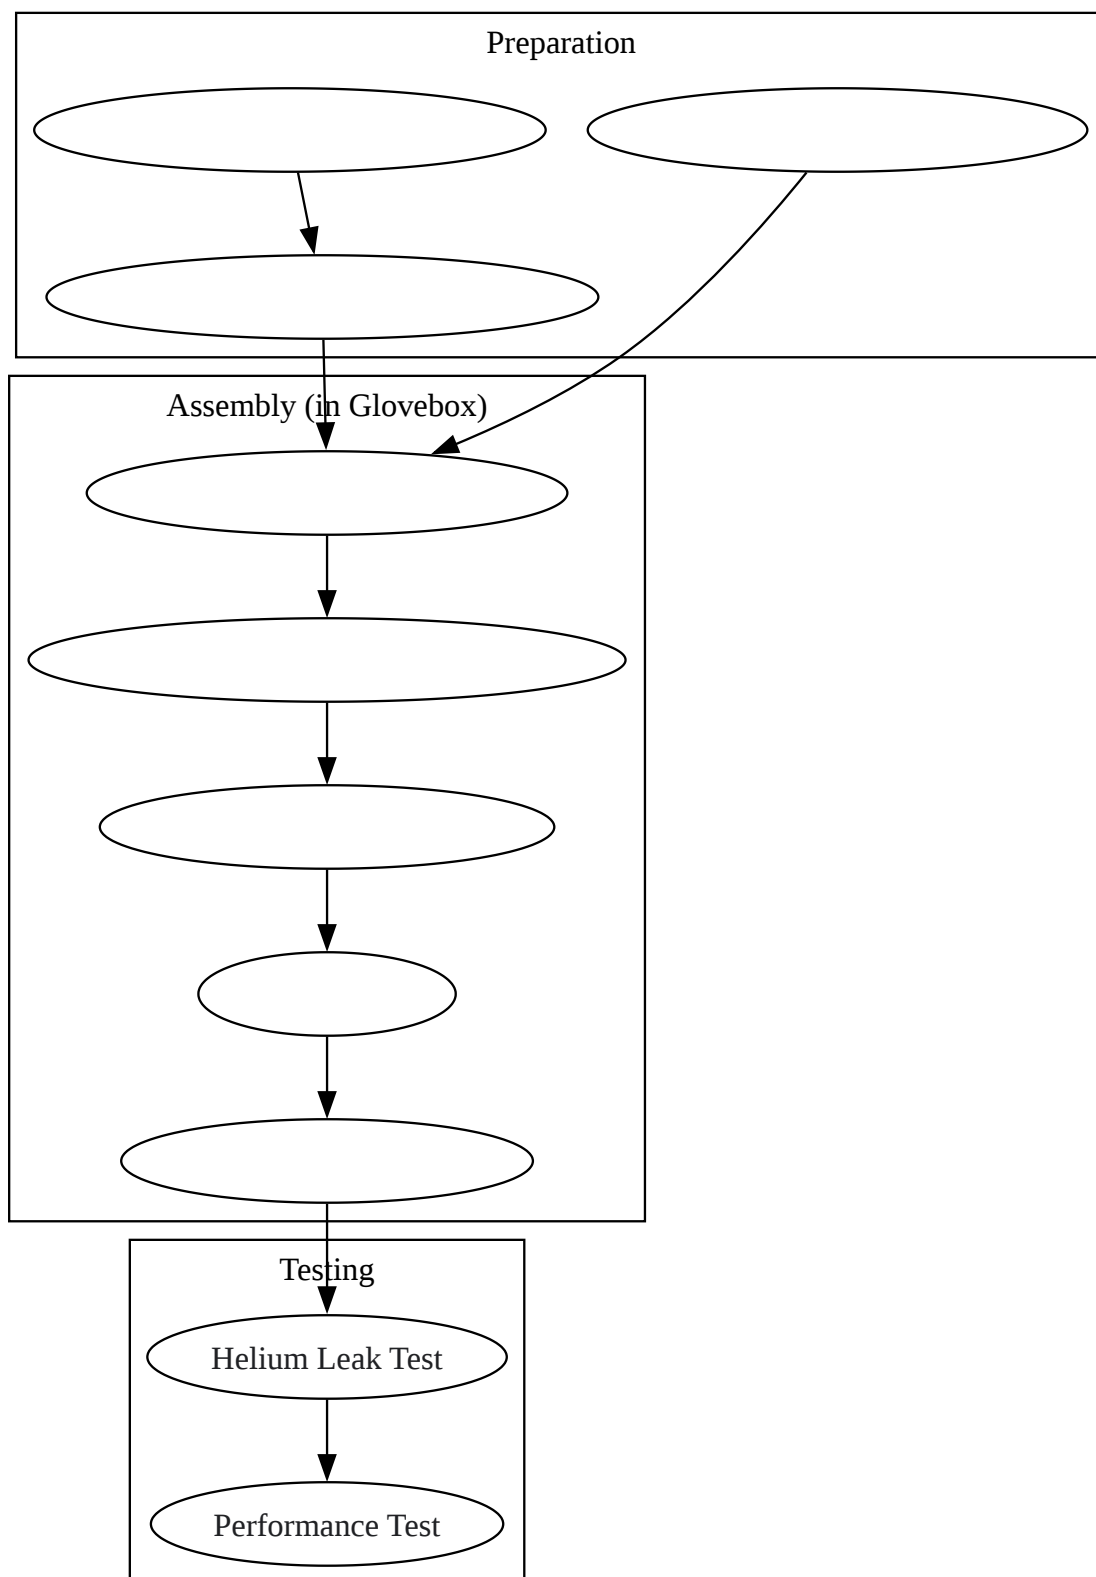 Preparation
Assembly (in Glovebox)
Testing
Helium Leak Test
Performance Test